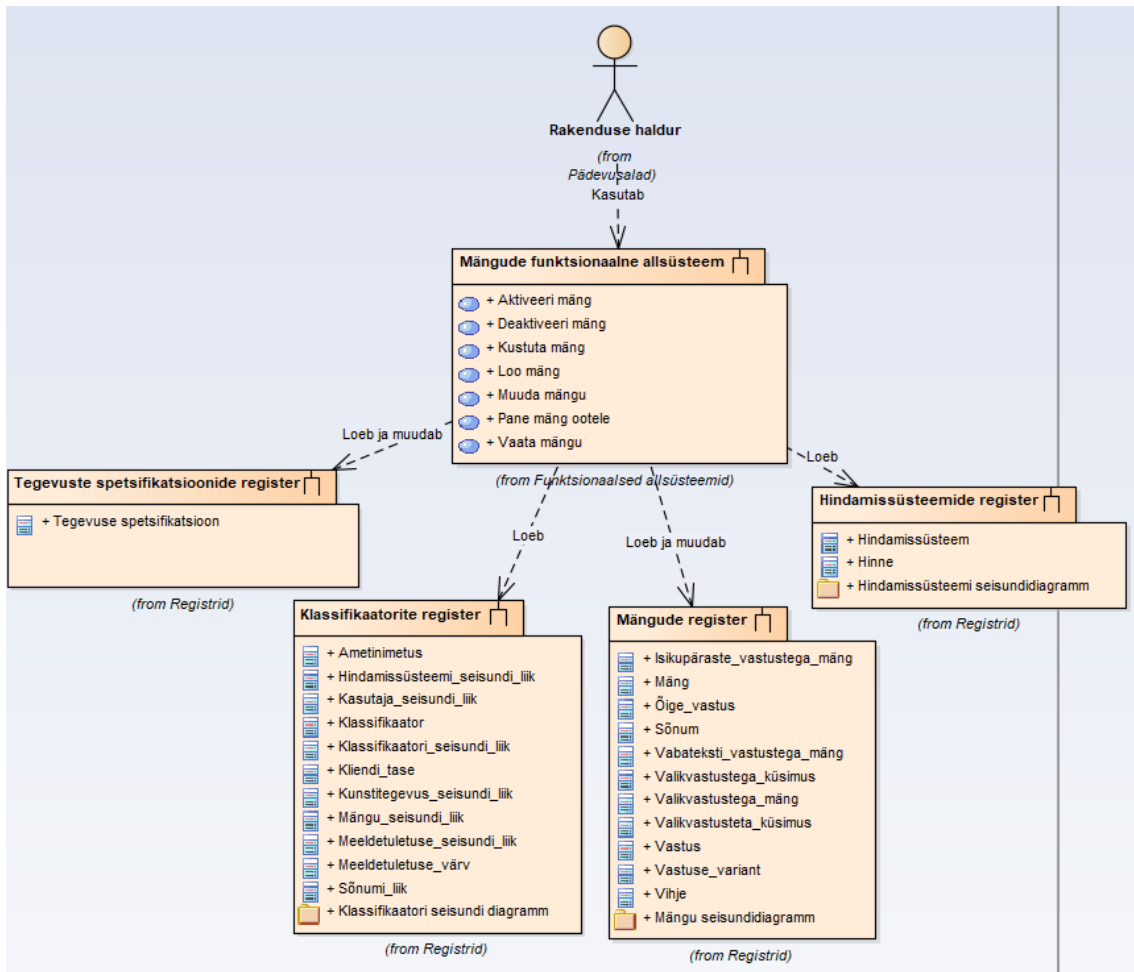 Rakenduse haldur
(from
Pädevusalad)
Kasutab
Mängude funktsionaalne allsüsteem
+ Aktiveeri mäng
+ Deaktiveeri mäng
+ Kustuta mäng
+ Loo mäng
+ Muuda mängu
+ Pane mäng ootele
+ Vaata mängu
(from Funktsionaalsed allsüsteemid)
Loeb ja muudab
Loeb
Loeb
Loeb ja muudab
Tegevuste spetsifikatsioonide register
+ Tegevuse spetsifikatsioon
(from Registrid)
Hindamissüsteemide register
+ Hindamissüsteem
+ Hinne
+ Hindamissüsteemi seisundidiagramm
(from Registrid)
Klassifikaatorite register
+ Ametinimetus
+ Hindamissüsteemi_seisundi_liik
+ Kasutaja_seisundi_liik
+ Klassifikaator
+ Klassifikaatori_seisundi_liik
+ Kliendi_tase
+ Kunstitegevus_seisundi_liik
+ Mängu_seisundi_liik
+ Meeldetuletuse_seisundi_liik
+ Meeldetuletuse_värv
+ Sõnumi_liik
+ Klassifikaatori seisundi diagramm
(from Registrid)
Mängude register
+ Isikupäraste_vastustega_mäng
+ Mäng
+ Õige_vastus
+ Sõnum
+ Vabateksti_vastustega_mäng
+ Valikvastustega_küsimus
+ Valikvastustega_mäng
+ Valikvastusteta_küsimus
+ Vastus
+ Vastuse_variant
+ Vihje
+ Mängu seisundidiagramm
(from Registrid)